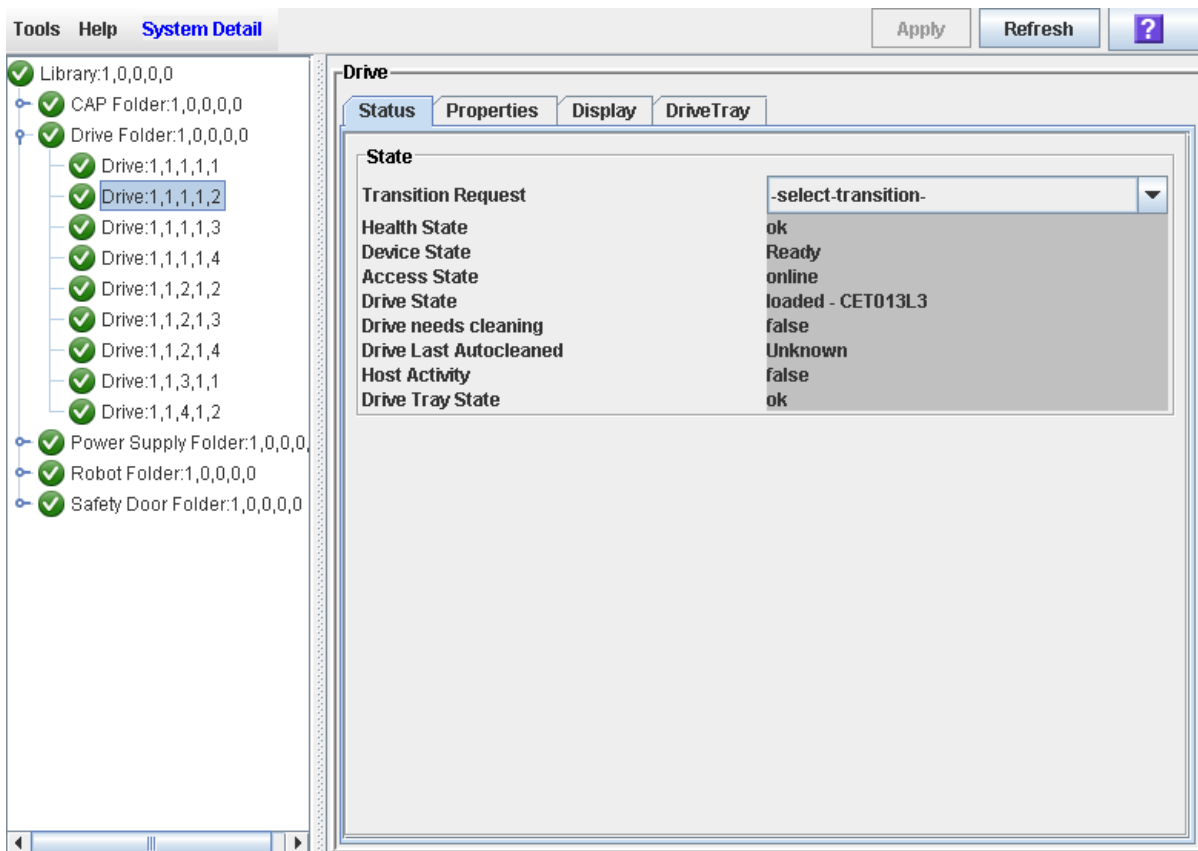 Tools Help System Detail Apply Refresh ?
Library:1,0,0,0,0
CAP Folder:1,0,0,0,0
Drive Folder:1,0,0,0,0
Drive:1,1,1,1,1
Drive:1,1,1,1,2
Drive:1,1,1,1,3
Drive:1,1,1,1,4
Drive:1,1,2,1,2
Drive:1,1,2,1,3
Drive:1,1,2,1,4
Drive:1,1,3,1,1
Drive:1,1,4,1,2
Power Supply Folder:1,0,0,0,
Robot Folder:1,0,0,0,0
Safety Door Folder:1,0,0,0,0
Drive
Status Properties Display DriveTray
State
Transition Request -select-transition-
Health State ok
Device State Ready
Access State online
Drive State loaded - CET013L3
Drive needs cleaning false
Drive Last Autocleaned Unknown
Host Activity false
Drive Tray State ok